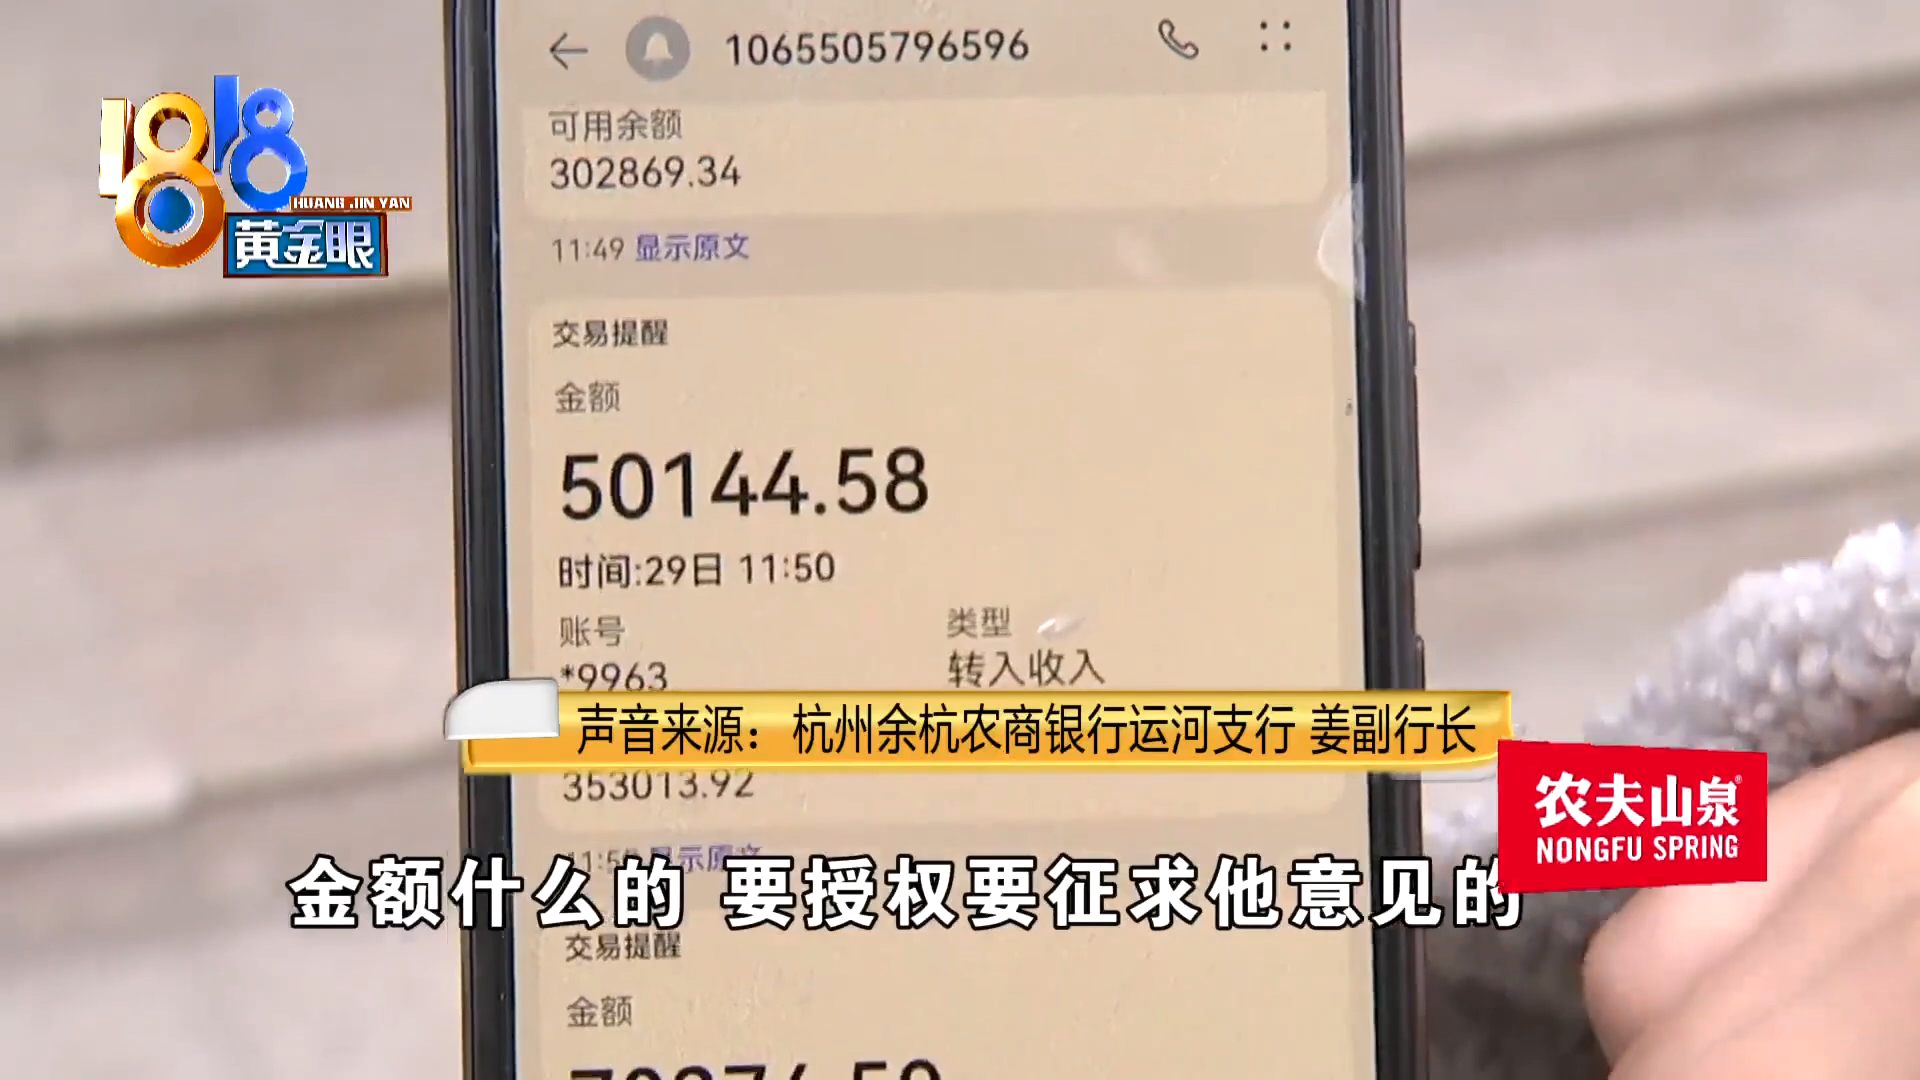 1065505796596
可用余额
302869.34
1818
HUANG JIN YAN
黄金眼
11:49 显示原文
交易提醒
金额
50144.58
时间:29日 11:50
账号
类型
*9963
转入收入
声音来源： 杭州余杭农商银行运河支行 姜副行长
353013.92
农夫山泉®
NONGFU SPRING
显示原文
金额什么的 要授权要征求他意见的
交易提醒
金额